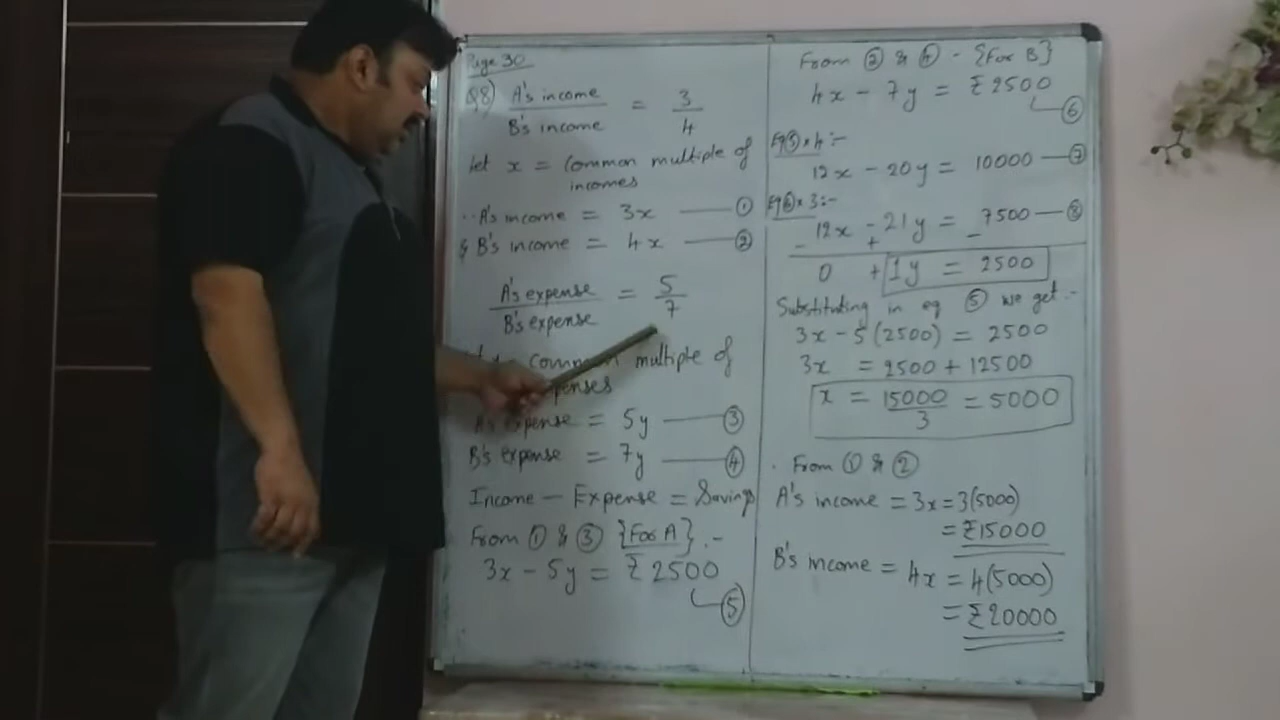 Page 30
Q8) A's income / B's income = 3/4
Let x = Common multiple of
incomes
∴ A's income = 3x —— ①
& B's income = 4x —— ②
A's expense / B's expense = 5/7
common multiple of
A's expense = 5y —— ③
B's expense = 7y —— ④
Income – Expense = Savings
From ① & ③ {For A} :-
3x – 5y = ₹2500
⑤
From ② & ④ - {For B}
4x – 7y = ₹2500
⑥
Eq⑤ × 4 :-
12x – 20y = 10000 — ⑦
Eq⑥ × 3 :-
12x – 21y = 7500 — ⑧
– + –
0 + 1y = 2500
Substituting in eq ⑤ we get :-
3x – 5(2500) = 2500
3x = 2500 + 12500
x = 15000/3 = 5000
From ① & ②
A's income = 3x = 3(5000)
= ₹15000
B's income = 4x = 4(5000)
= ₹20000